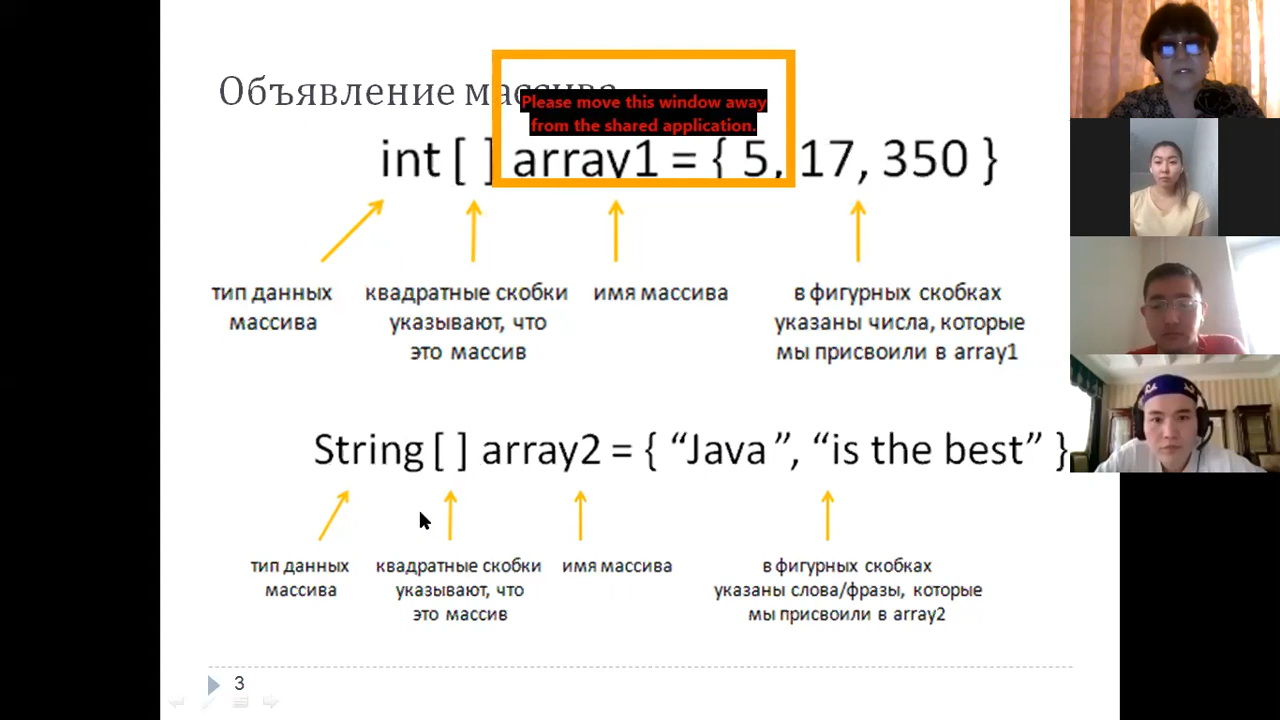 Объявление массива
Please move this window away
from the shared application.
int [ ] array1 = { 5, 17, 350 }
тип данных
массива
квадратные скобки
указывают, что
это массив
имя массива
в фигурных скобках
указаны числа, которые
мы присвоили в array1
String [ ] array2 = { “Java ”, “is the best” }
тип данных
массива
квадратные скобки
указывают, что
это массив
имя массива
в фигурных скобках
указаны слова/фразы, которые
мы присвоили в array2
3